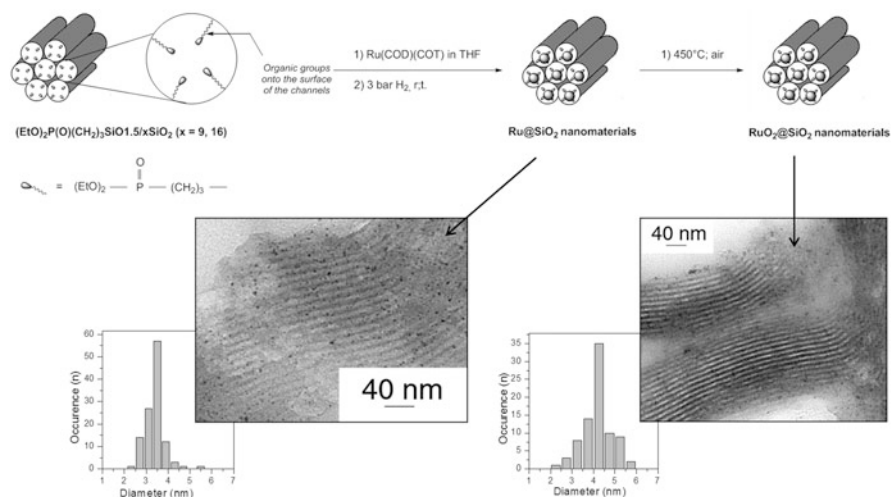 Organic groups
onto the surface
of the channels
1) Ru(COD)(COT) in THF
2) 3 bar H₂, r;t.
1) 450°C; air
(EtO)₂P(O)(CH₂)₃SiO1.5/xSiO₂ (x = 9, 16)
Ru@SiO₂ nanomaterials
RuO₂@SiO₂ nanomaterials
= (EtO)₂ — P — (CH₂)₃ —
O
40 nm
40 nm
Occurence (n)
60
50
40
30
20
10
0
1 2 3 4 5 6 7
Diameter (nm)
Occurence (n)
35
30
25
20
15
10
5
0
1 2 3 4 5 6 7
Diameter (nm)